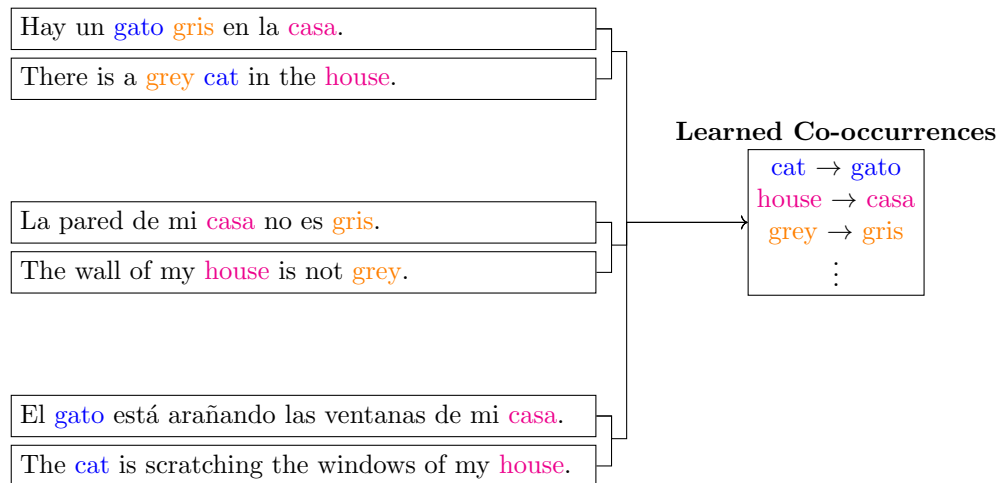 Hay un gato gris en la casa.
There is a grey cat in the house.
La pared de mi casa no es gris.
The wall of my house is not grey.
El gato está arañando las ventanas de mi casa.
The cat is scratching the windows of my house.
Learned Co-occurrences
cat → gato
house → casa
grey → gris
⋮